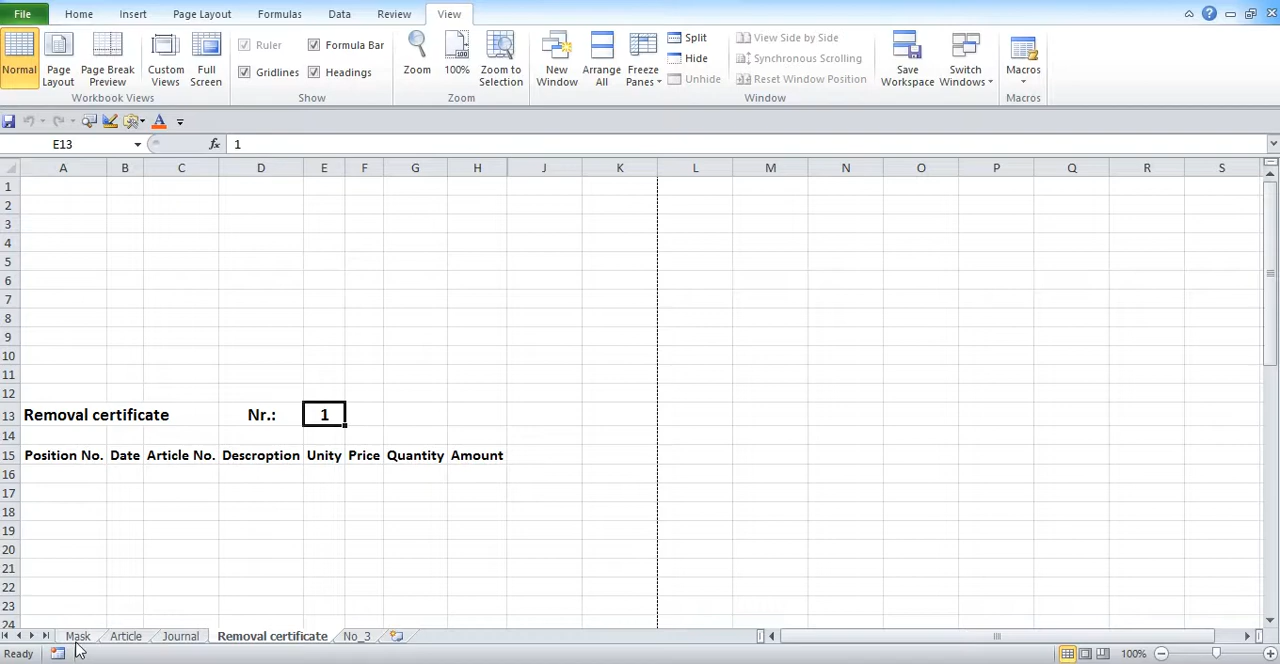 File Home Insert Page Layout Formulas Data Review View
Ruler Formula Bar Split View Side by Side
Hide Synchronous Scrolling
Normal Page Page Break Custom Full Gridlines Headings Zoom 100% Zoom to New Arrange Freeze Unhide Reset Window Position Save Switch Macros
Layout Preview Views Screen Selection Window All Panes Workspace Windows
Workbook Views Show Zoom Window Macros
E13 fx 1
A B C D E F G H J K L M N O P Q R S
1
2
3
4
5
6
7
8
9
10
11
12
13 Removal certificate Nr.: 1
14
15 Position No. Date Article No. Descroption Unity Price Quantity Amount
16
17
18
19
20
21
22
23
24
Mask Article Journal Removal certificate No_3
Ready 100%